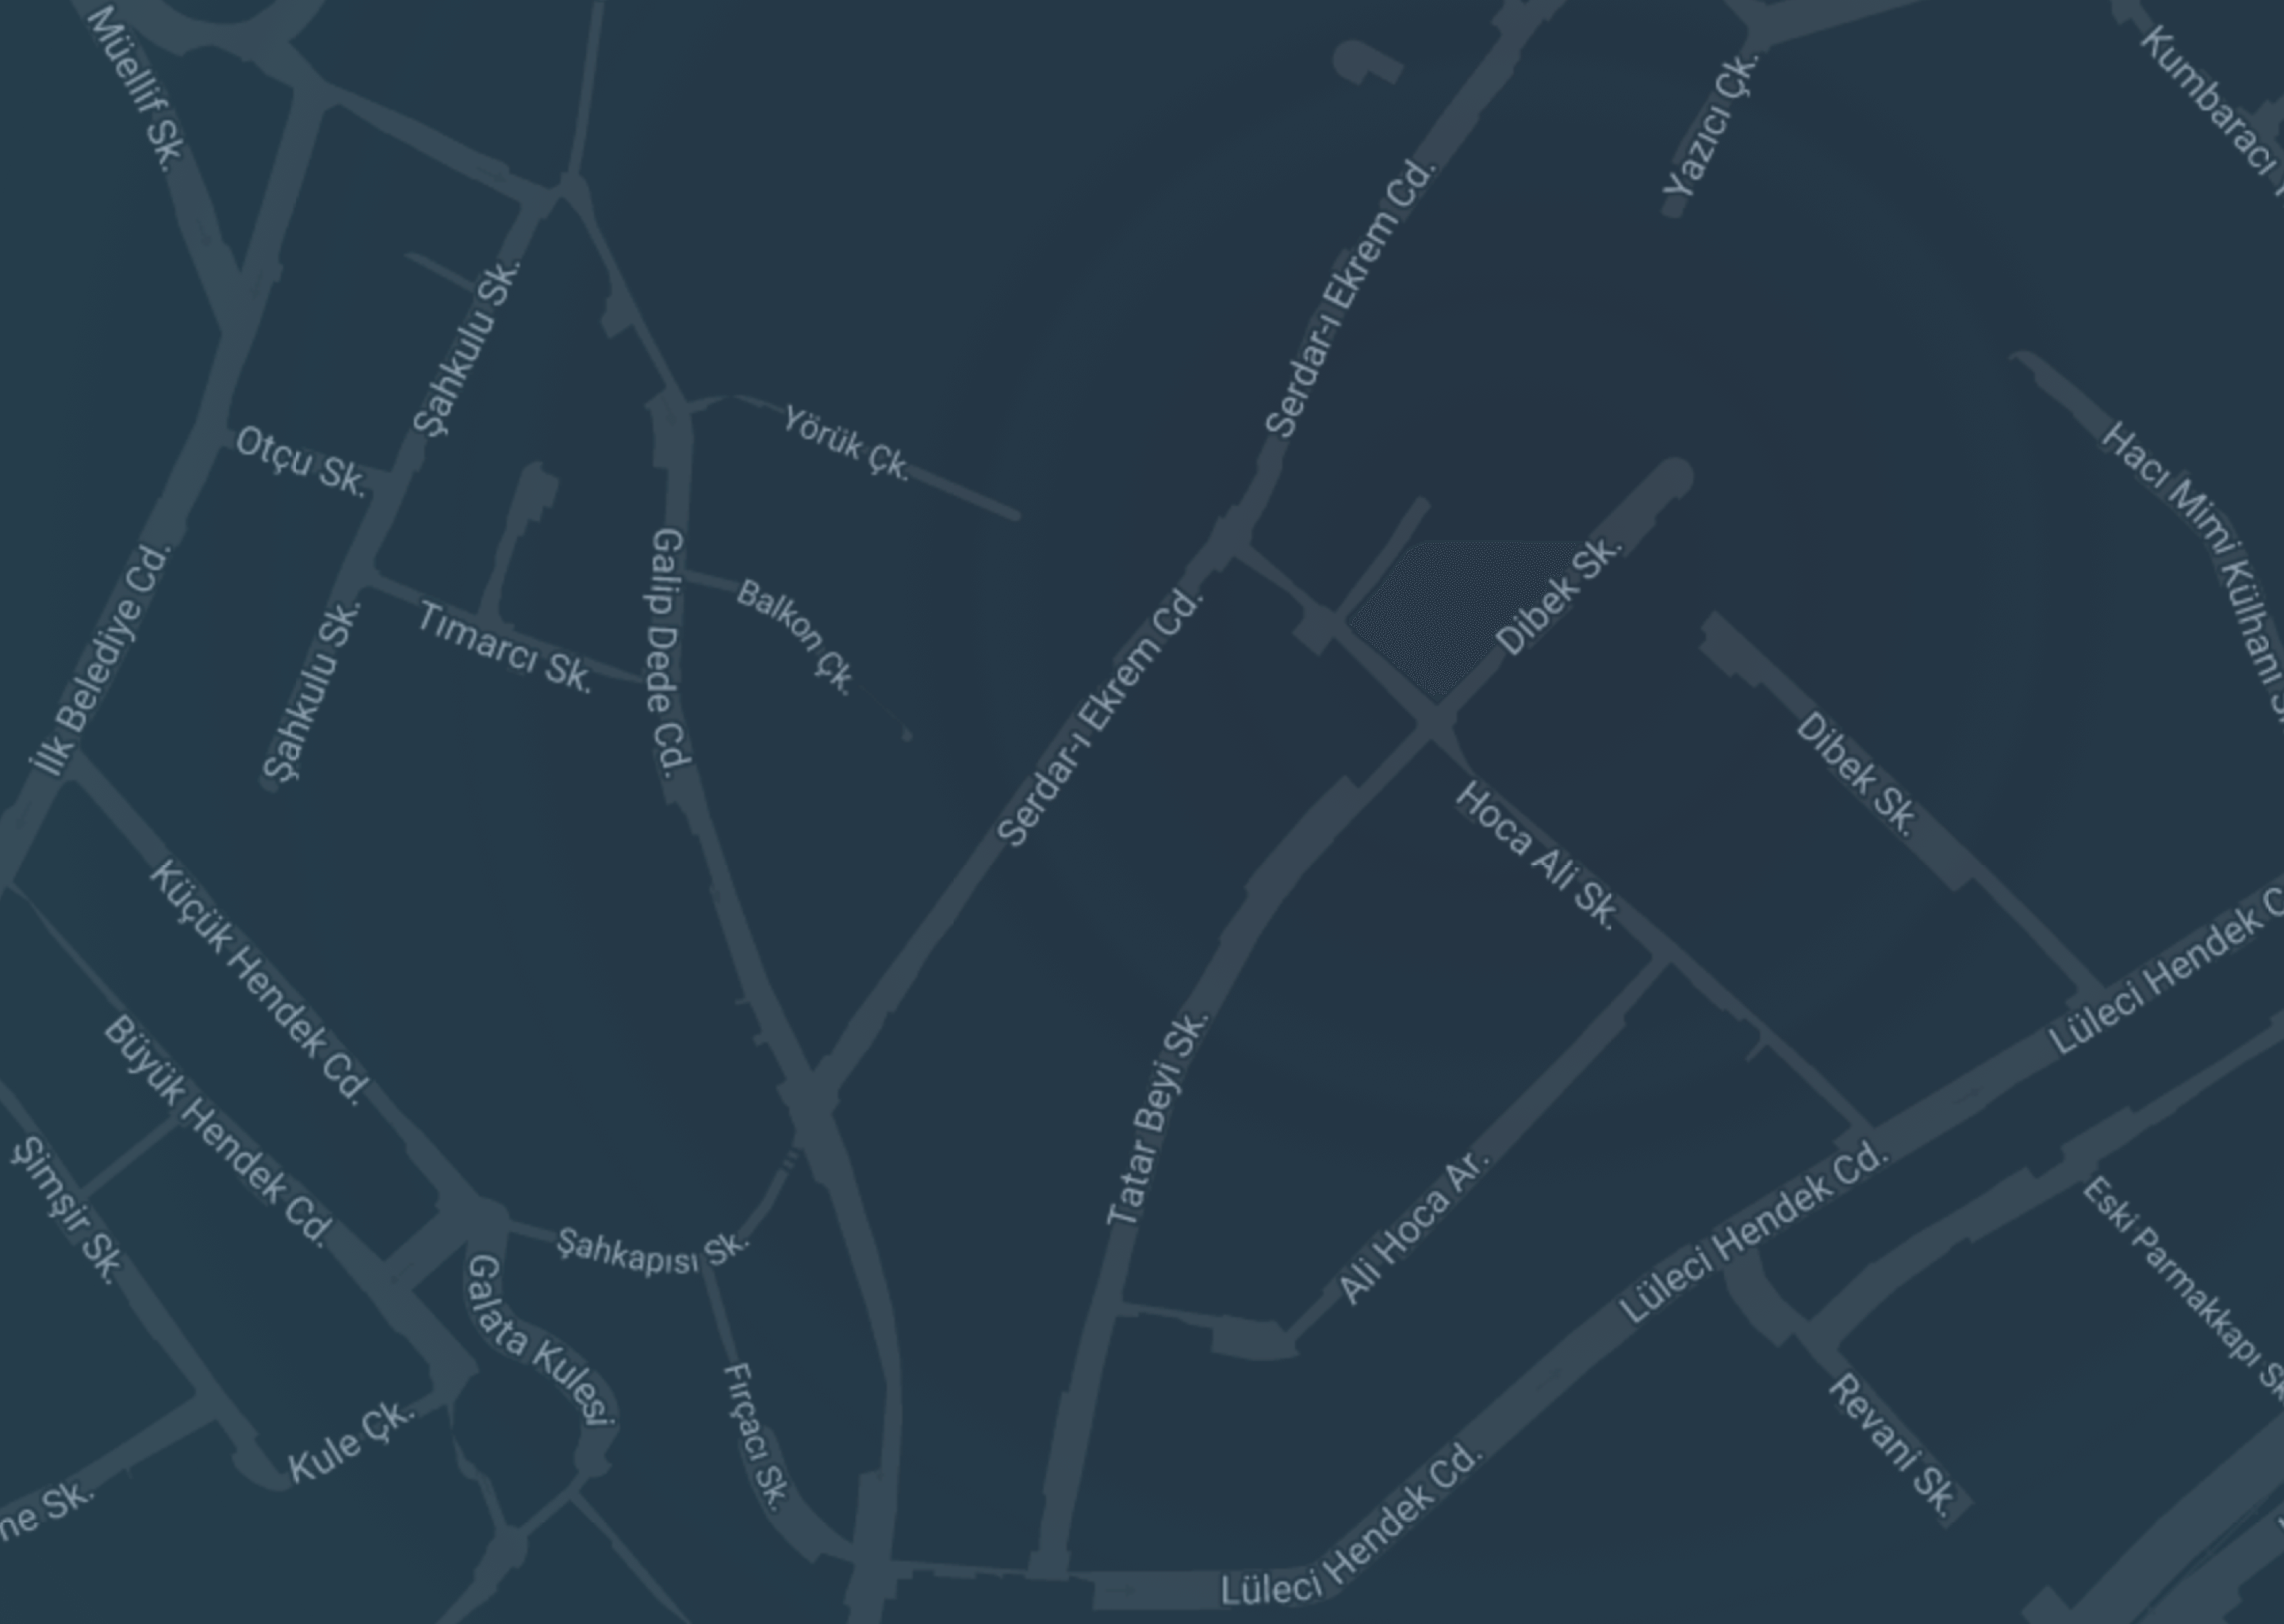 Müellif Sk.
Yazıcı Çk.
Kumbaracı
Serdar-ı Ekrem Cd.
Şahkulu Sk.
Otçu Sk.
Yörük Çk.
Hacı Mimi Külhanı
Dibek Sk.
Galip Dede Cd.
Balkon Çk.
İlk Belediye Cd.
Şahkulu Sk.
Timarcı Sk.
Serdar-ı Ekrem Cd.
Dibek Sk.
Hoca Ali Sk.
Küçük Hendek Cd.
Lüleci Hendek
Büyük Hendek Cd.
Tatar Beyi Sk.
Şimşir Sk.
Şahkapısı Sk.
Ali Hoca Ar.
Lüleci Hendek Cd.
Eski Parmakkapı
Galata Kulesi
Fırçacı Sk.
Kule Çk.
Revani Sk.
ne Sk.
Lüleci Hendek Cd.